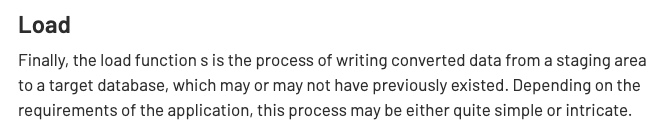 Load
Finally, the load function s is the process of writing converted data from a staging area
to a target database, which may or may not have previously existed. Depending on the
requirements of the application, this process may be either quite simple or intricate.